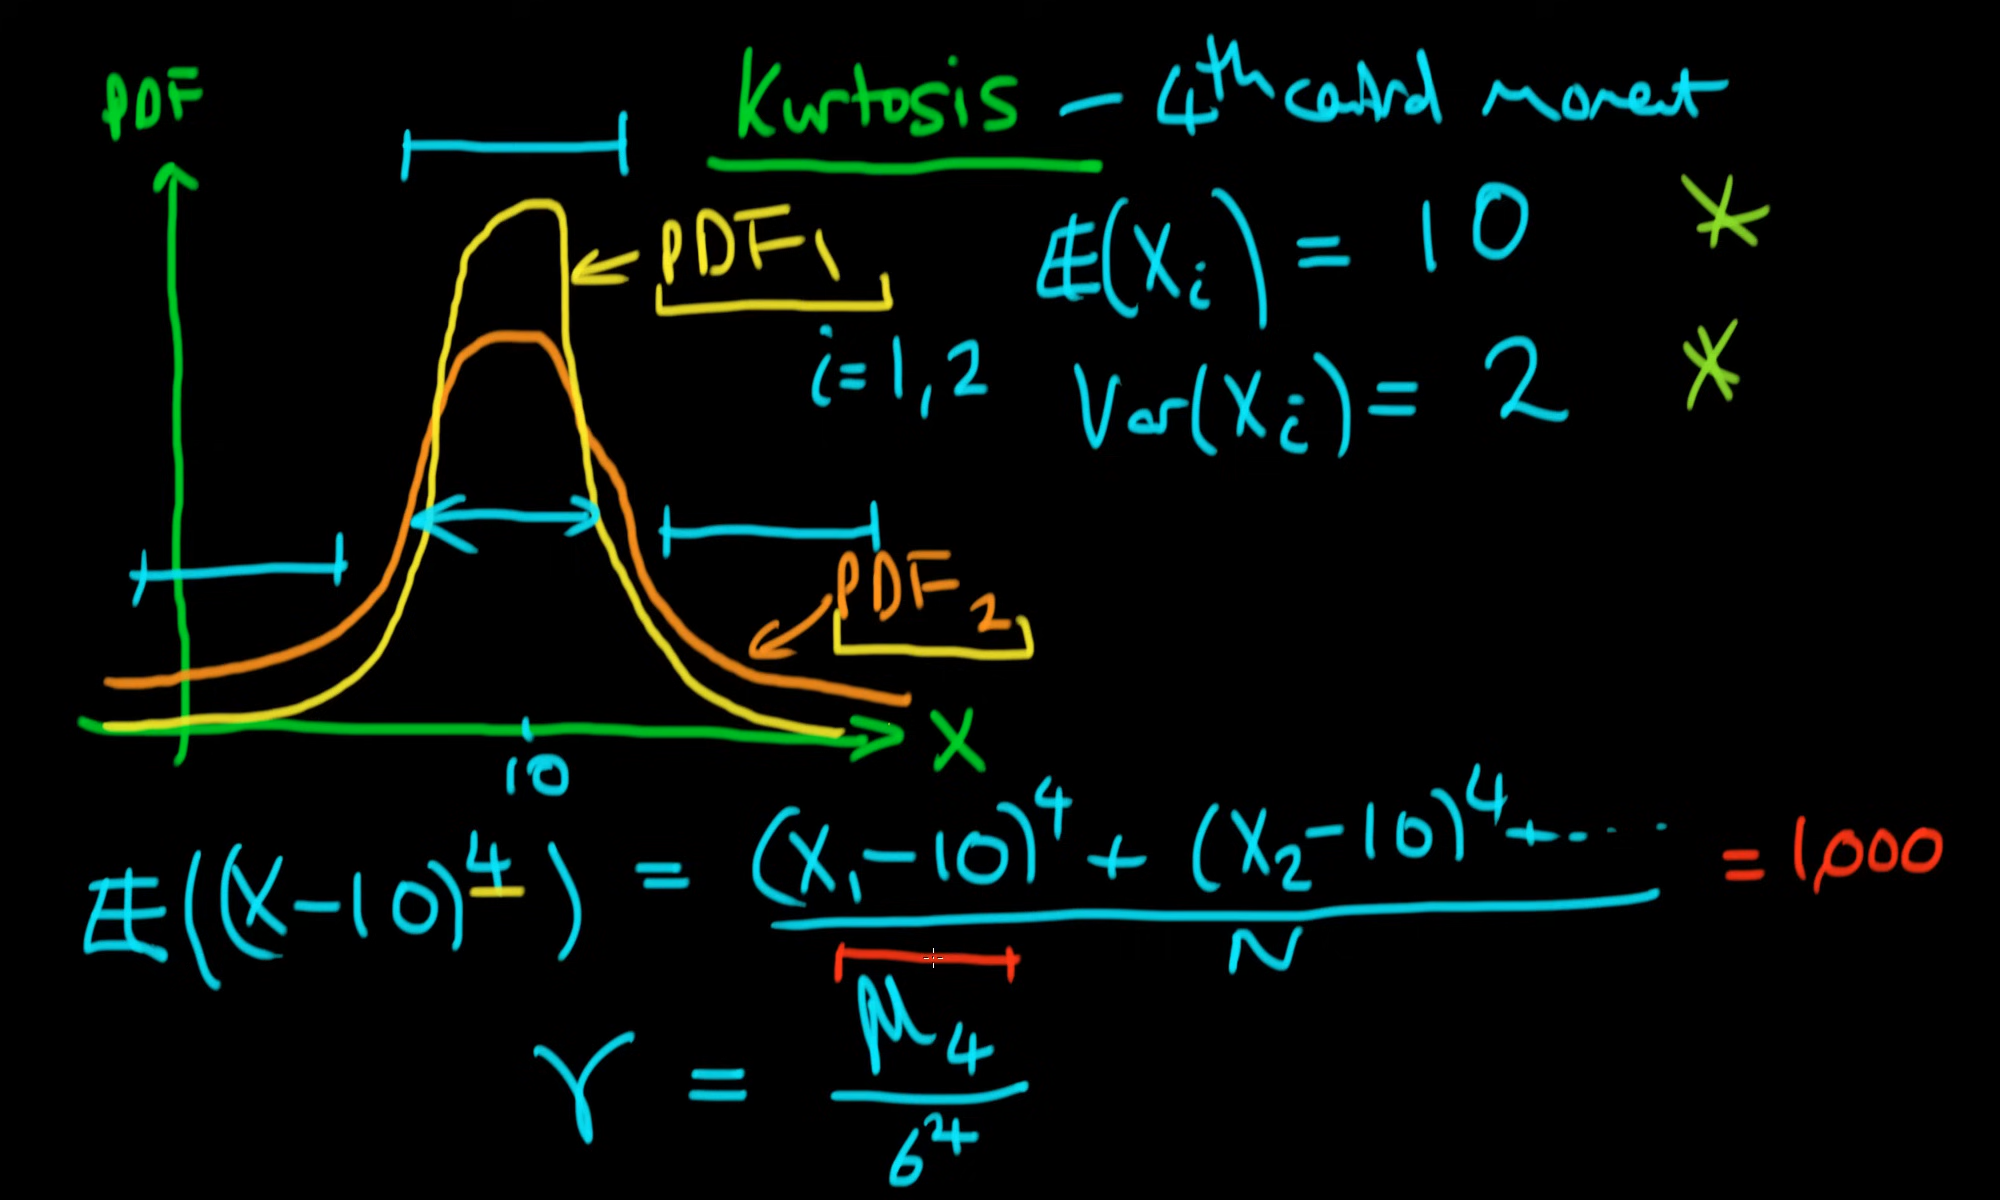 PDF
Kurtosis - 4th central moment
PDF1
E(Xi) = 10 *
i=1,2
Var(Xi) = 2 *
PDF2
X
10
E((X-10)^4) = (X1-10)^4 + (X2-10)^4 + ..... = 1,000
N
γ = μ4
σ^4